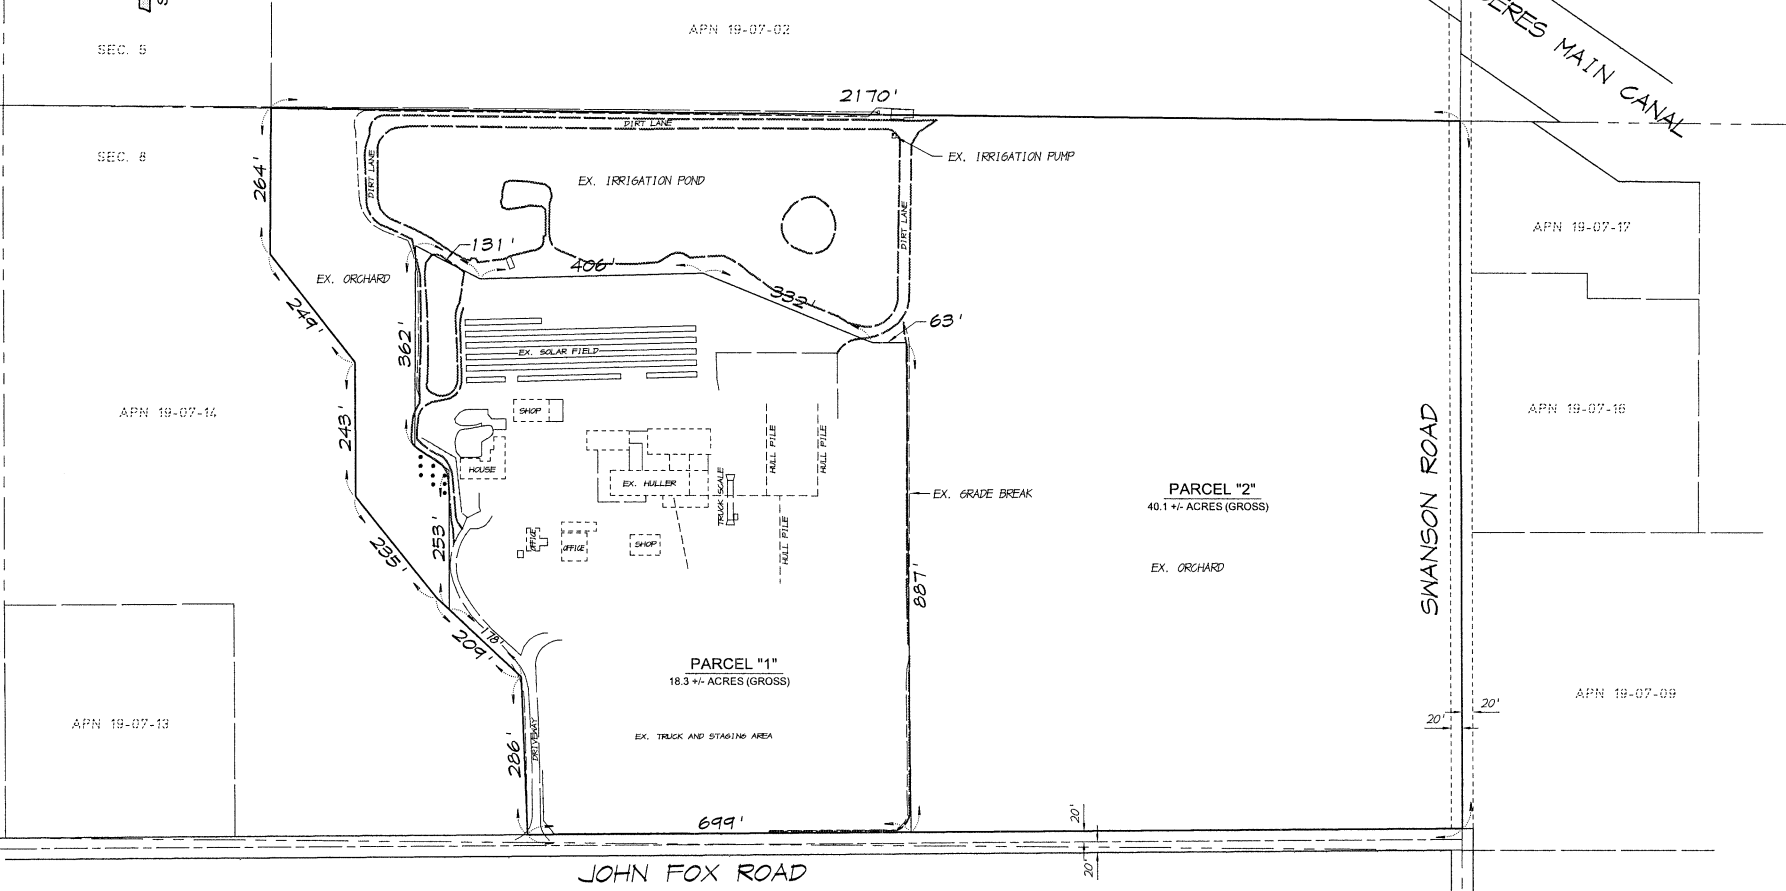 APN 19-07-02
SEC. 5
CERES MAIN CANAL
2170'
DIRT LANE
EX. IRRIGATION PUMP
SEC. 8
264'
DIRT LANE
EX. IRRIGATION POND
DIRT LANE
APN 19-07-17
131'
406'
EX. ORCHARD
332'
249'
63'
362'
EX. SOLAR FIELD
APN 19-07-14
243'
SHOP
APN 19-07-16
HULL PILE
HULL PILE
HOUSE
EX. HULLER
TRUCK SCALE
EX. GRADE BREAK
PARCEL "2"
40.1 +/- ACRES (GROSS)
SWANSON ROAD
253'
235'
OFFICE
OFFICE
SHOP
HULL PILE
EX. ORCHARD
887'
178'
209'
PARCEL "1"
18.3 +/- ACRES (GROSS)
APN 19-07-09
20'
20'
APN 19-07-13
286'
DRIVEWAY
EX. TRUCK AND STAGING AREA
699'
20'
20'
JOHN FOX ROAD